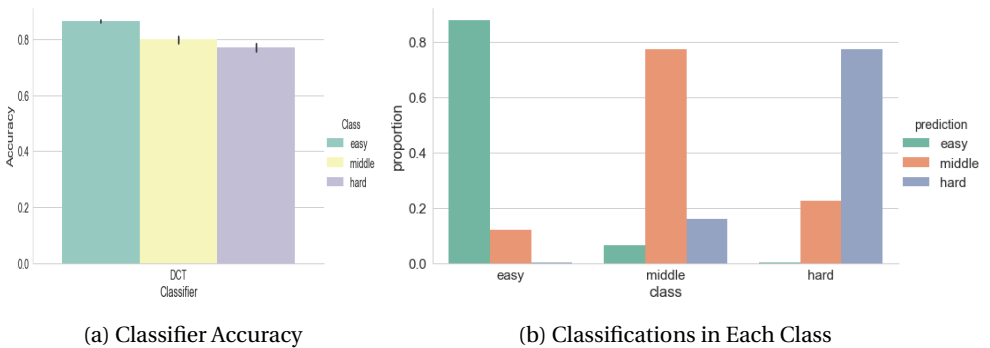 0.8
0.6
0.4
0.2
0.0
Accuracy
DCT
Classifier
Class
easy
middle
hard
(a) Classifier Accuracy
0.8
0.6
0.4
0.2
0.0
proportion
easy
middle
hard
class
prediction
easy
middle
hard
(b) Classifications in Each Class